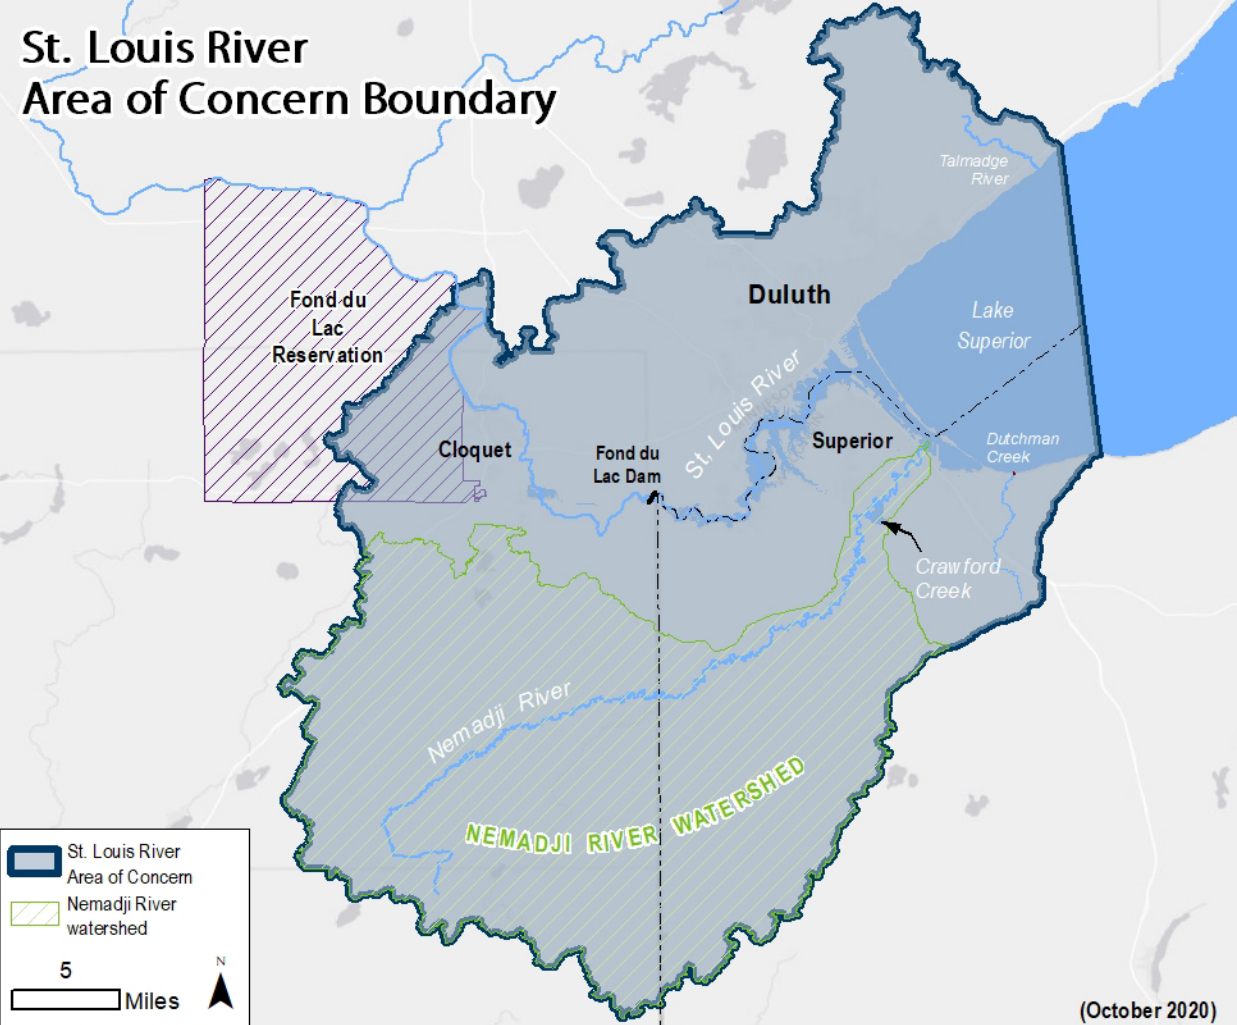 St. Louis River
Area of Concern Boundary
Talmadge
River
Fond du
Lac
Reservation
Duluth
Lake
Superior
St, Louis River
Cloquet
Fond du
Lac Dam
Superior
Dutchman
Creek
Crawford
Creek
Nemadji River
NEMADJI RIVER WATERSHED
St. Louis River
Area of Concern
Nemadji River
watershed
5
Miles
N
(October 2020)